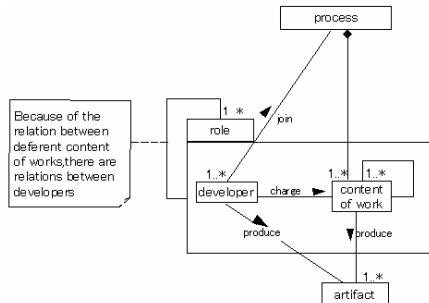 process
Because of the
relation between
deferent content
of works,there are
relations between
developers
1 *
join
role
1..*
1..*
1..*
developer
charge
content
of work
produce
produce
1..*
artifact